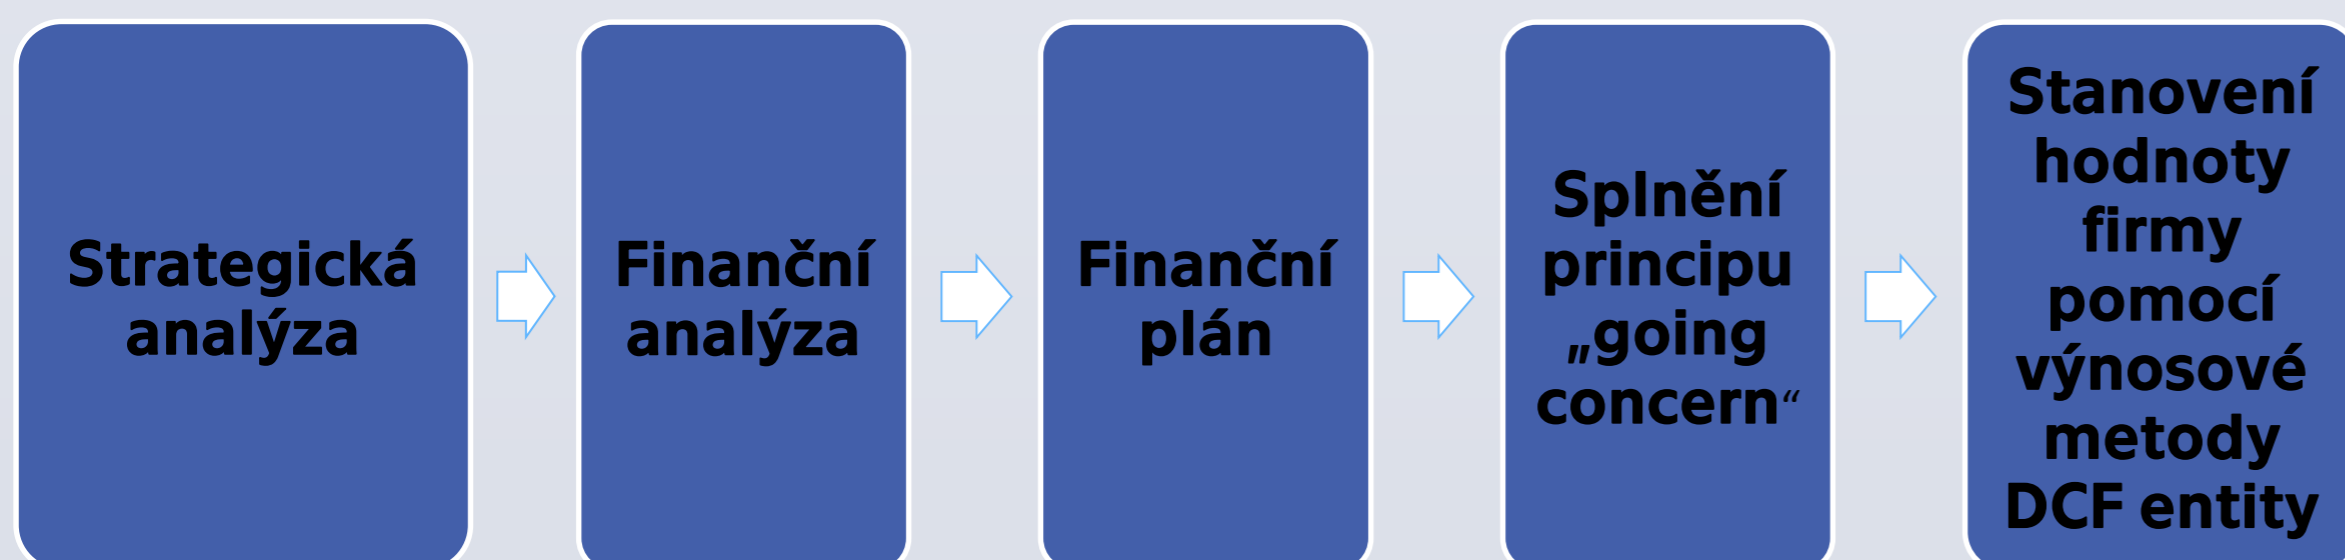 Strategická
analýza
Finanční
analýza
Finanční
plán
Splnění
principu
„going
concern“
Stanovení
hodnoty
firmy
pomocí
výnosové
metody
DCF entity